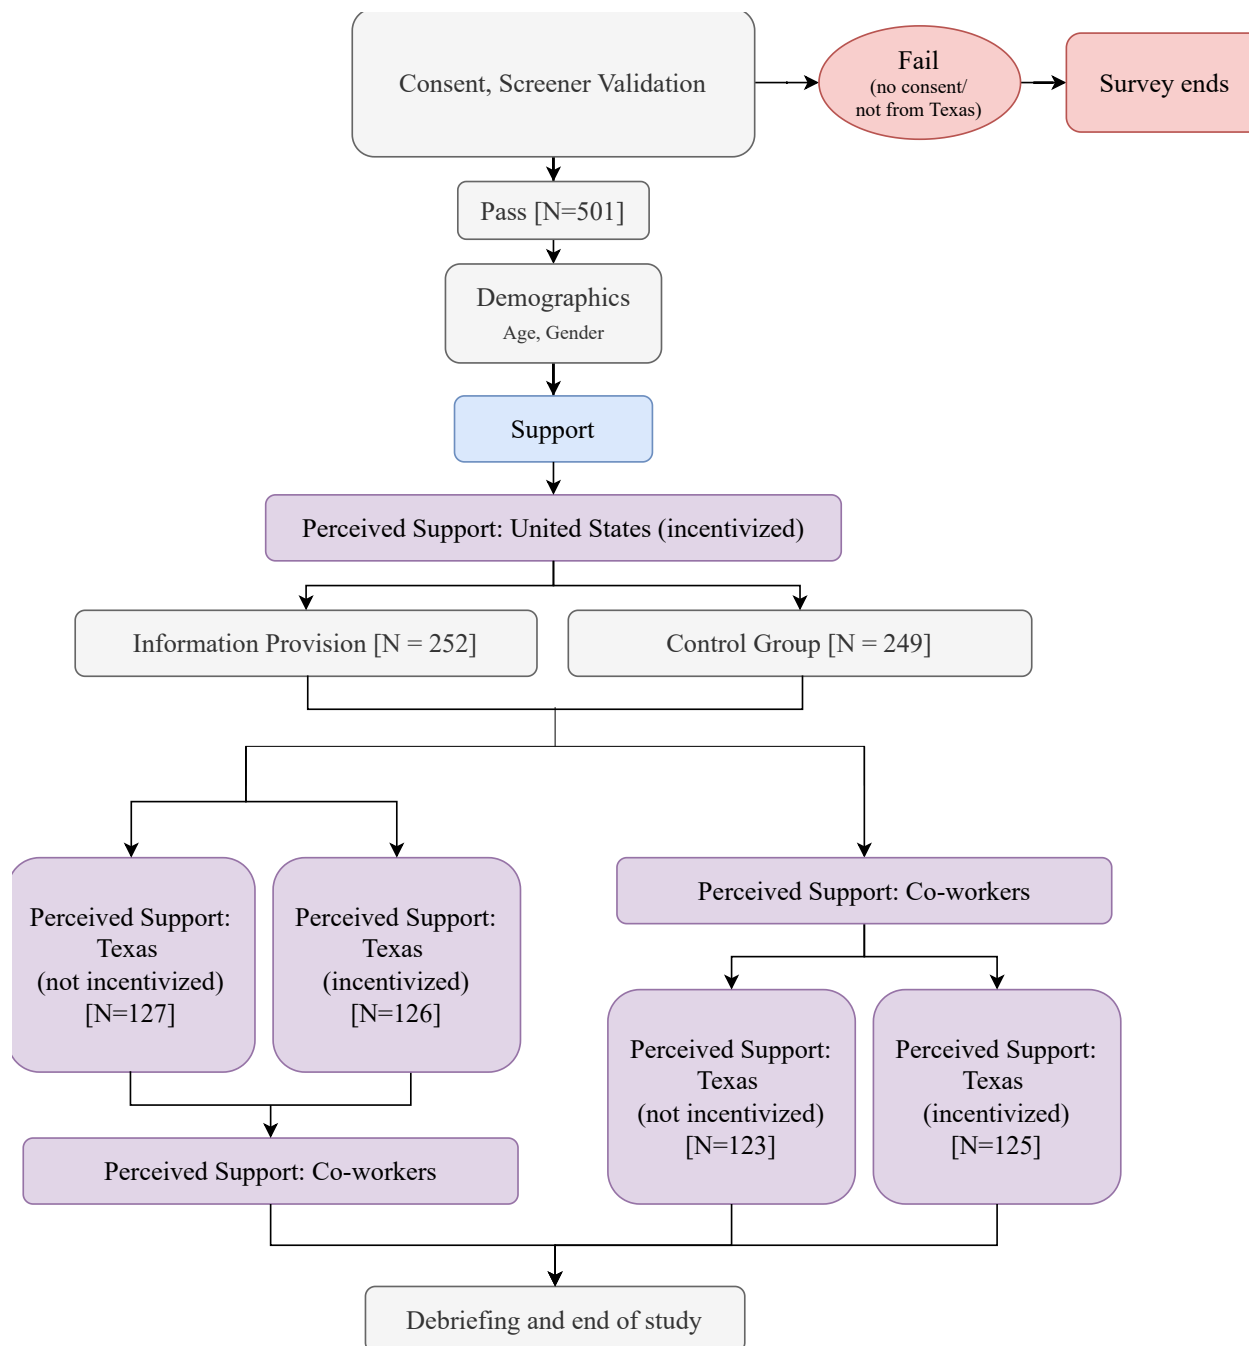 Consent, Screener Validation
Fail
(no consent/
not from Texas)
Survey ends
Pass [N=501]
Demographics
Age, Gender
Support
Perceived Support: United States (incentivized)
Information Provision [N = 252]
Control Group [N = 249]
Perceived Support:
Texas
(not incentivized)
[N=127]
Perceived Support:
Texas
(incentivized)
[N=126]
Perceived Support: Co-workers
Perceived Support:
Texas
(not incentivized)
[N=123]
Perceived Support:
Texas
(incentivized)
[N=125]
Perceived Support: Co-workers
Debriefing and end of study